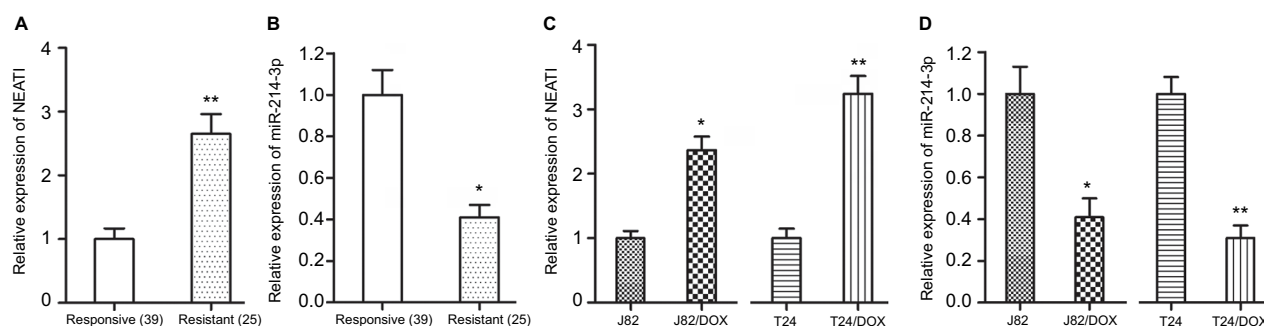 A
Relative expression of NEATI
4
3
2
1
0
**
Responsive (39) Resistant (25)
B
Relative expression of miR-214-3p
1.2
1.0
0.8
0.6
0.4
0.2
0.0
*
Responsive (39) Resistant (25)
C
Relative expression of NEATI
4
3
2
1
0
*
**
J82 J82/DOX T24 T24/DOX
D
Relative expression of miR-214-3p
1.2
1.0
0.8
0.6
0.4
0.2
0.0
*
**
J82 J82/DOX T24 T24/DOX